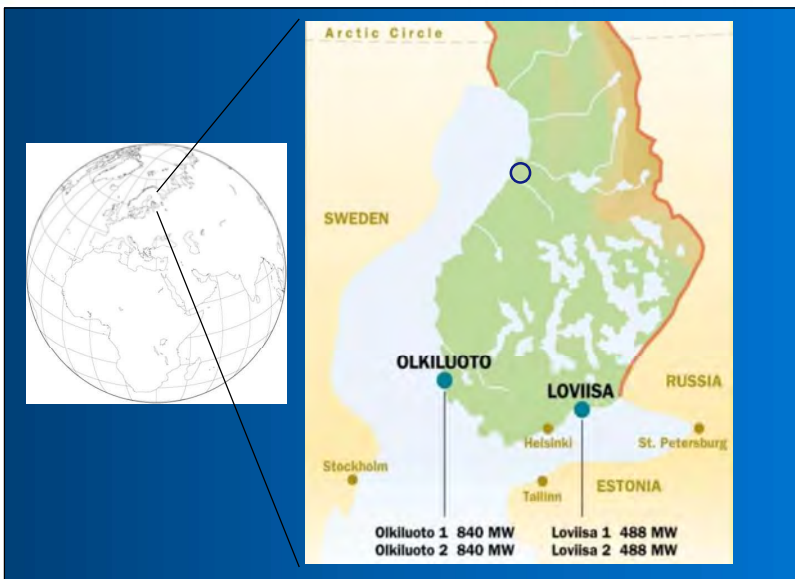 Arctic Circle
SWEDEN
OLKILUOTO
LOVIISA
RUSSIA
Helsinki
St. Petersburg
Stockholm
Tallinn
ESTONIA
Olkiluoto 1 840 MW
Olkiluoto 2 840 MW
Loviisa 1 488 MW
Loviisa 2 488 MW